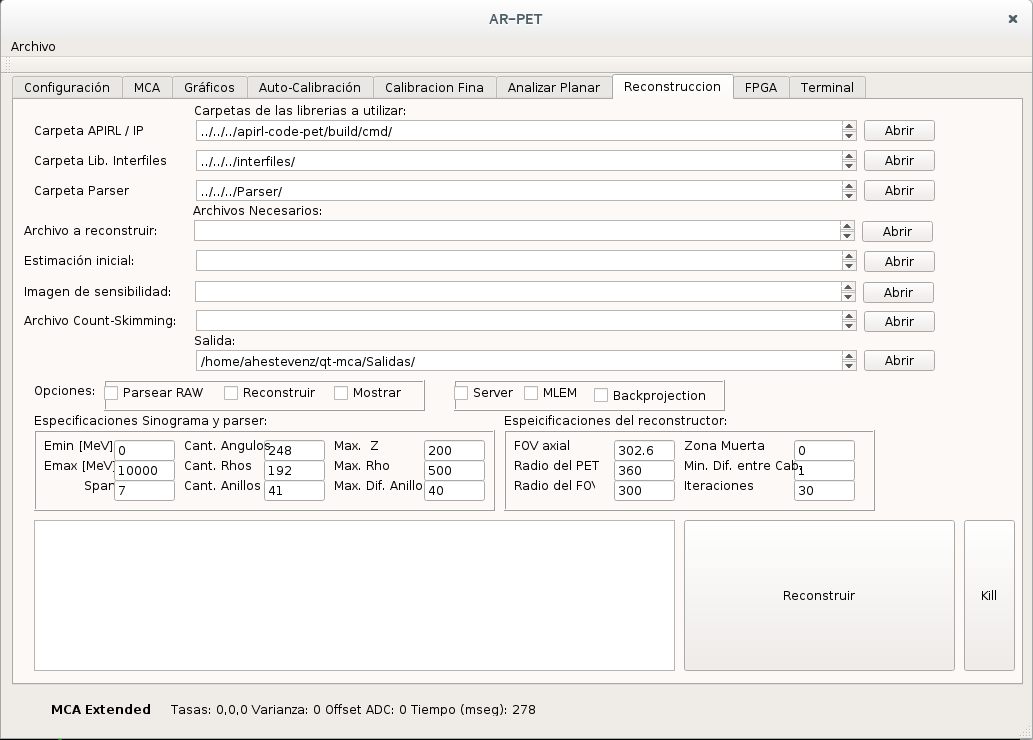 AR-PET
Archivo
Configuración MCA Gráficos Auto-Calibración Calibracion Fina Analizar Planar Reconstruccion FPGA Terminal
Carpetas de las librerias a utilizar:
Carpeta APIRL / IP ../../../apirl-code-pet/build/cmd/ Abrir
Carpeta Lib. Interfiles ../../../interfiles/ Abrir
Carpeta Parser ../../../Parser/ Abrir
Archivos Necesarios:
Archivo a reconstruir: Abrir
Estimación inicial: Abrir
Imagen de sensibilidad: Abrir
Archivo Count-Skimming: Abrir
Salida:
/home/ahestevenz/qt-mca/Salidas/ Abrir
Opciones: Parsear RAW Reconstruir Mostrar Server MLEM Backprojection
Especificaciones Sinograma y parser: Espeicificaciones del reconstructor:
Emin [MeV] 0 Cant. Angulos 248 Max. Z 200 FOV axial 302.6 Zona Muerta 0
Emax [MeV] 10000 Cant. Rhos 192 Max. Rho 500 Radio del PET 360 Min. Dif. entre Cab. 1
Span 7 Cant. Anillos 41 Max. Dif. Anillo 40 Radio del FOV 300 Iteraciones 30
Reconstruir Kill
MCA Extended Tasas: 0,0,0 Varianza: 0 Offset ADC: 0 Tiempo (mseg): 278